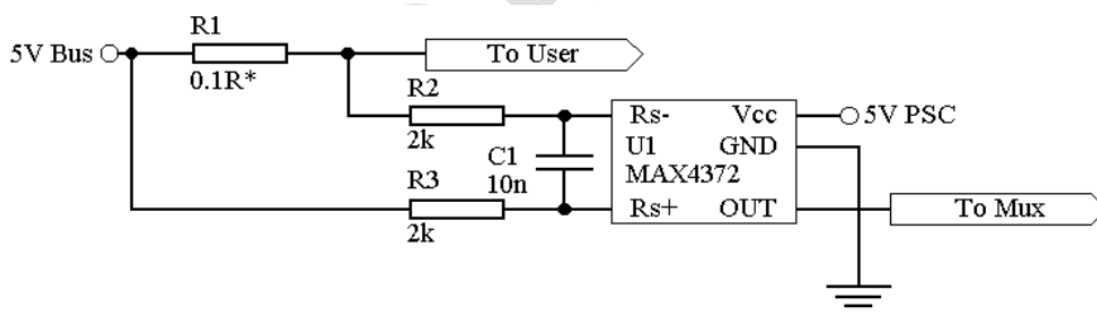 R1
5V Bus
To User
0.1R*
R2
Rs- Vcc
5V PSC
2k
C1
U1 GND
10n
MAX4372
R3
Rs+ OUT
To Mux
2k